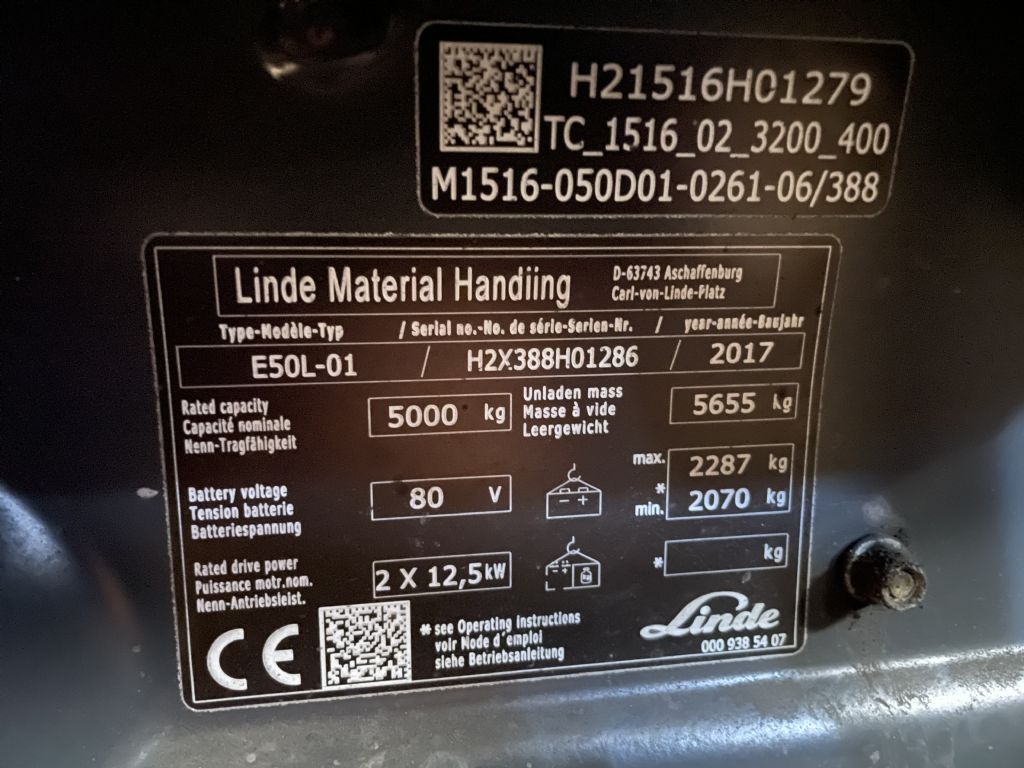 H21516H01279
TC_1516_02_3200_400
M1516-050D01-0261-06/388
Linde Material Handling
D-63743 Aschaffenburg
Carl-von-Linde-Platz
Type-Modèle-Typ / Serial no.-No. de série-Serien-Nr. / year-année-Baujahr
E50L-01 / H2X388H01286 / 2017
Rated capacity
Capacité nominale
Nenn-Tragfähigkeit
5000 kg
Unladen mass
Masse à vide
Leergewicht
5655 kg
Battery voltage
Tension batterie
Batteriespannung
80 V
max. 2287 kg
*
min. 2070 kg
Rated drive power
Puissance motr.nom.
Nenn-Antriebsleist.
2 X 12,5kW
* kg
CE
* see Operating Instructions
voir Node d'emploi
siehe Betriebsanleitung
Linde
000 938 54 07